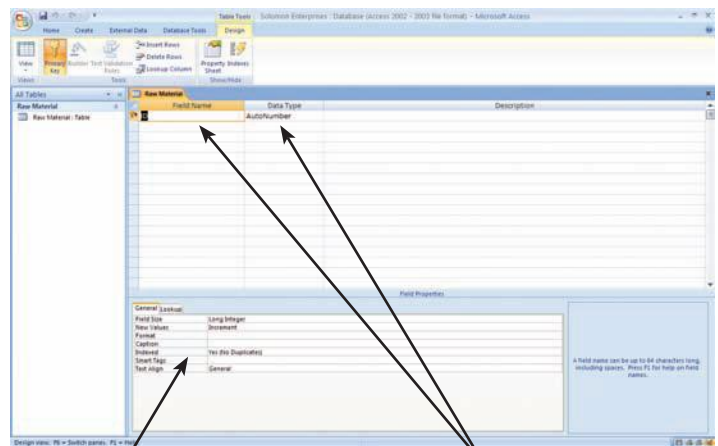 Table Tools Solomon Enterprises : Database (Access 2002 - 2003 file format) - Microsoft Access
Home Create External Data Database Tools Design
View Primary Key Builder Test Validation Rules
Insert Rows
Delete Rows
Lookup Column
Property Sheet Indexes
Views Tools Show/Hide
All Tables
Raw Material
Raw Material : Table
Raw Material
Field Name Data Type Description
ID AutoNumber
Field Properties
General Lookup
Field Size Long Integer
New Values Increment
Format
Caption
Indexed Yes (No Duplicates)
Smart Tags
Text Align General
A field name can be up to 64 characters long,
including spaces. Press F1 for help on field
names.
Design view. F6 = Switch panes. F1 =